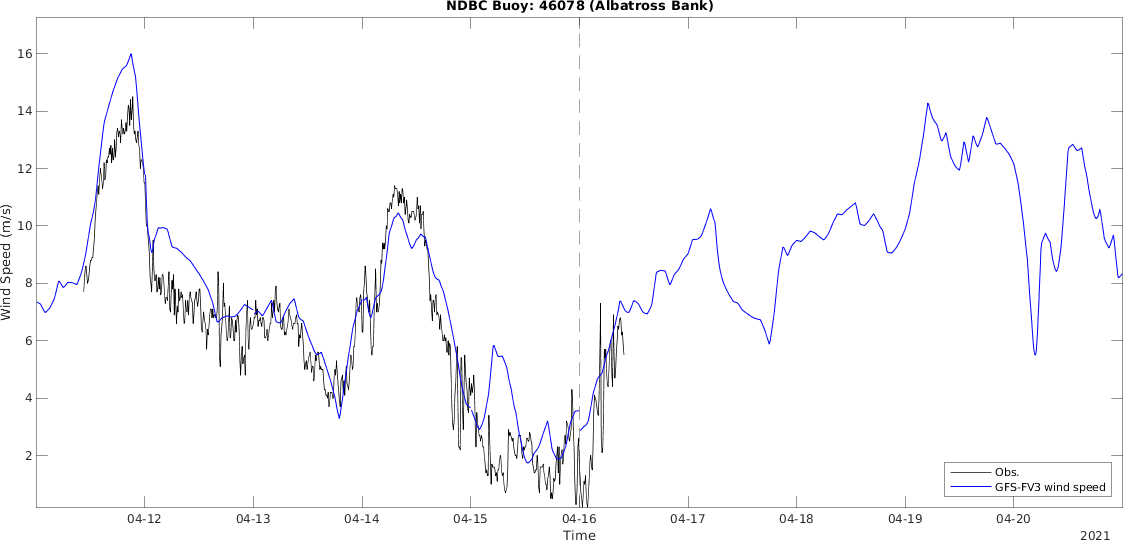 NDBC Buoy: 46078 (Albatross Bank)
Wind Speed (m/s)
16
14
12
10
8
6
4
2
Obs.
GFS-FV3 wind speed
04-12 04-13 04-14 04-15 04-16 04-17 04-18 04-19 04-20
Time
2021